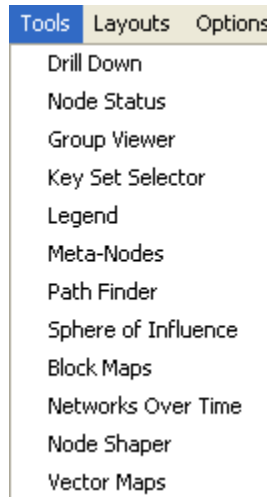 Tools Layouts Options
Drill Down
Node Status
Group Viewer
Key Set Selector
Legend
Meta-Nodes
Path Finder
Sphere of Influence
Block Maps
Networks Over Time
Node Shaper
Vector Maps